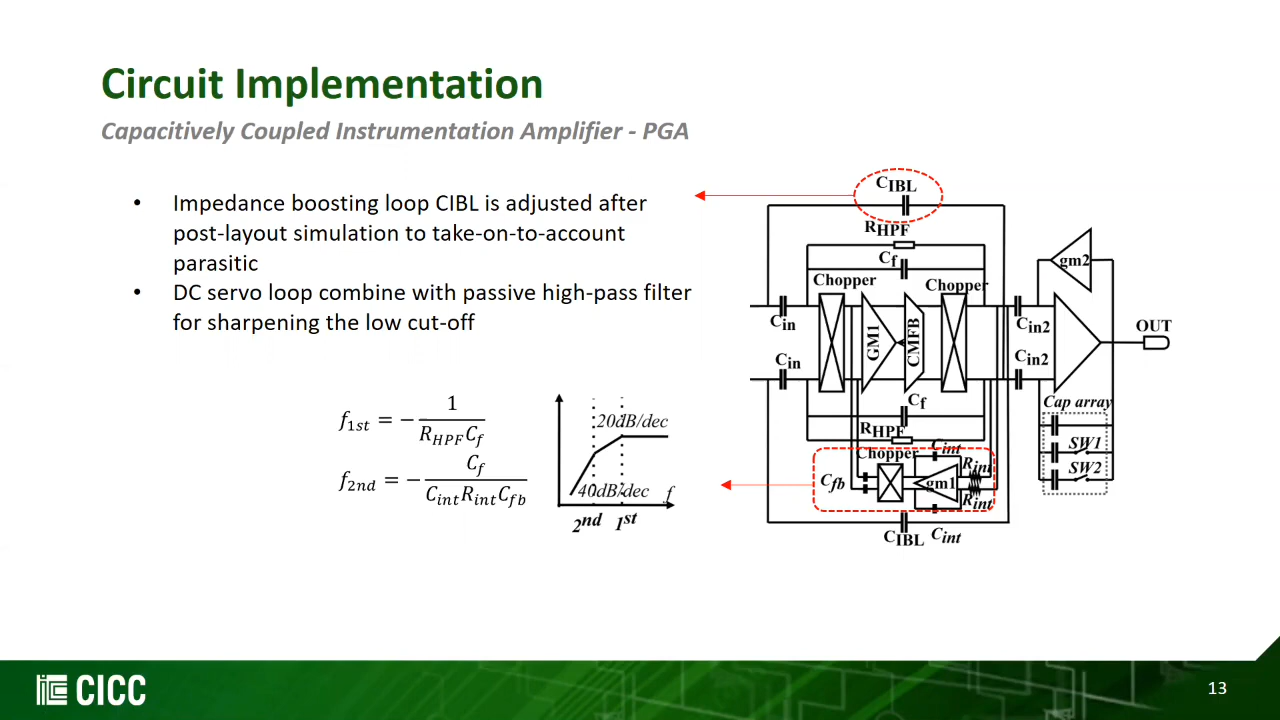 Circuit Implementation
Capacitively Coupled Instrumentation Amplifier - PGA
• Impedance boosting loop CIBL is adjusted after
post-layout simulation to take-on-to-account
parasitic
• DC servo loop combine with passive high-pass filter
for sharpening the low cut-off
f1st = − 1 / (RHPF Cf)
f2nd = − Cf / (Cint Rint Cfb)
20dB/dec
40dB/dec
f
2nd 1st
CIBL
RHPF
Cf
Chopper
Chopper
gm2
Cin
GM1
CMFB
Cin2
OUT
Cin
Cin2
Cf
Cap array
RHPF
Chopper
Cint
SW1
Cfb
gm1
Rint
SW2
Rint
CIBL
Cint
CICC
13